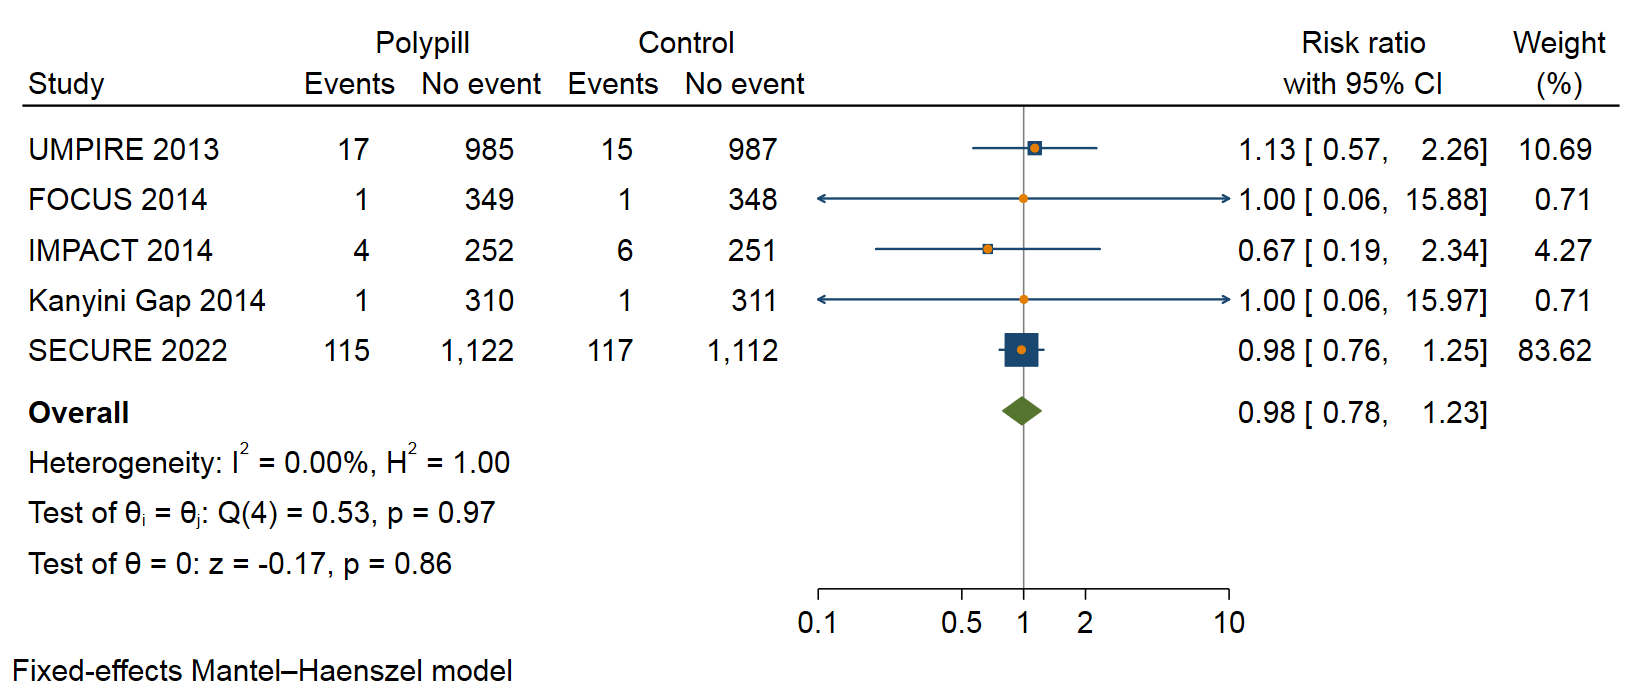 Polypill Control Risk ratio Weight
Study Events No event Events No event with 95% CI (%)
UMPIRE 2013 17 985 15 987 1.13 [ 0.57, 2.26] 10.69
FOCUS 2014 1 349 1 348 1.00 [ 0.06, 15.88] 0.71
IMPACT 2014 4 252 6 251 0.67 [ 0.19, 2.34] 4.27
Kanyini Gap 2014 1 310 1 311 1.00 [ 0.06, 15.97] 0.71
SECURE 2022 115 1,122 117 1,112 0.98 [ 0.76, 1.25] 83.62
Overall 0.98 [ 0.78, 1.23]
Heterogeneity: I² = 0.00%, H² = 1.00
Test of θᵢ = θⱼ: Q(4) = 0.53, p = 0.97
Test of θ = 0: z = -0.17, p = 0.86
0.1 0.5 1 2 10
Fixed-effects Mantel–Haenszel model